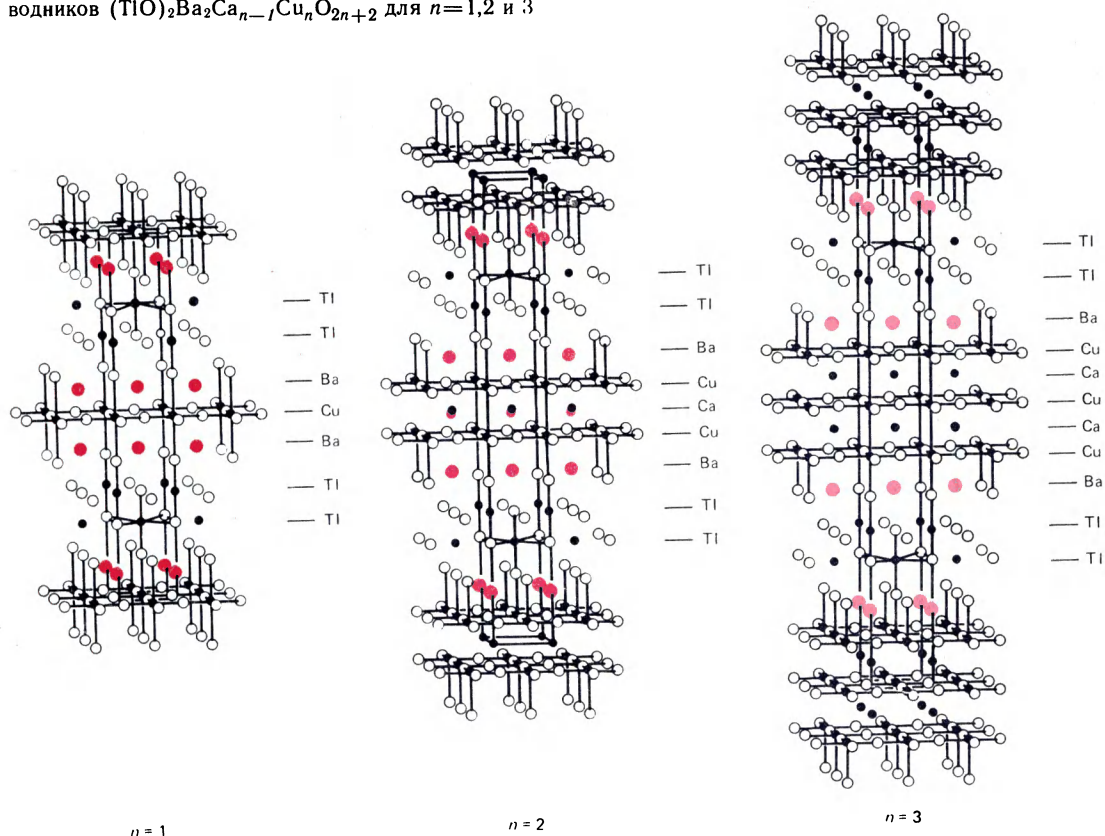 водников (TlO)₂Ba₂Caₙ₋₁CuₙO₂ₙ₊₂ для n=1,2 и 3
Tl
Tl
Ba
Cu
Ba
Tl
Tl
n = 1
Tl
Tl
Ba
Cu
Ca
Cu
Ba
Tl
Tl
n = 2
Tl
Tl
Ba
Cu
Ca
Cu
Ca
Cu
Ba
Tl
Tl
n = 3